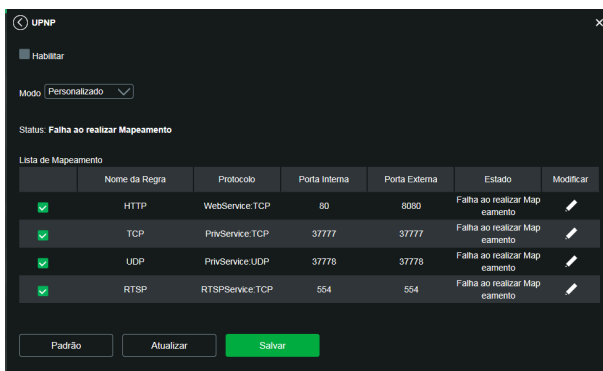 UPNP
Habilitar
Modo Personalizado
Status: Falha ao realizar Mapeamento
Lista de Mapeamento
Nome da Regra Protocolo Porta Interna Porta Externa Estado Modificar
HTTP WebService:TCP 80 8080 Falha ao realizar Map
eamento
TCP PrivService:TCP 37777 37777 Falha ao realizar Map
eamento
UDP PrivService:UDP 37778 37778 Falha ao realizar Map
eamento
RTSP RTSPService:TCP 554 554 Falha ao realizar Map
eamento
Padrão Atualizar Salvar